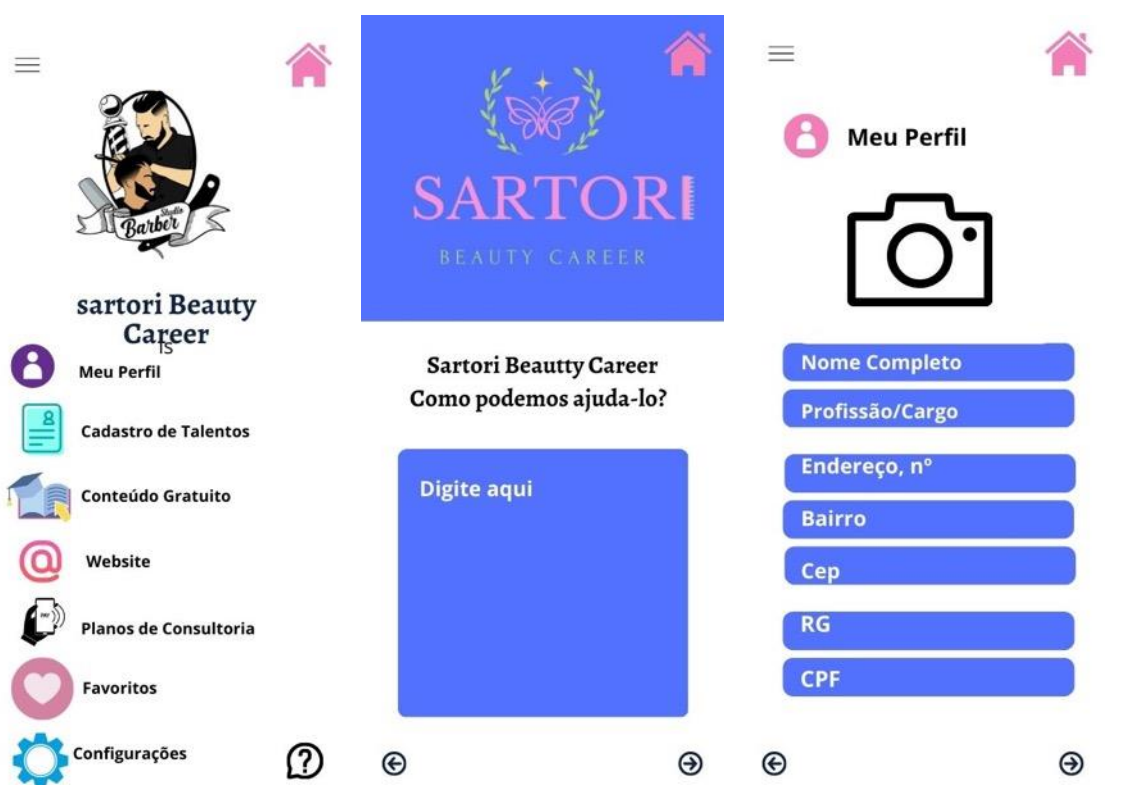 Studio
Barber
sartori Beauty
Career
Is
Meu Perfil
Cadastro de Talentos
Conteúdo Gratuito
@
Website
Planos de Consultoria
Favoritos
Configurações
?
SARTORI
BEAUTY CAREER
Sartori Beautty Career
Como podemos ajuda-lo?
Digite aqui
Meu Perfil
Nome Completo
Profissão/Cargo
Endereço, nº
Bairro
Cep
RG
CPF